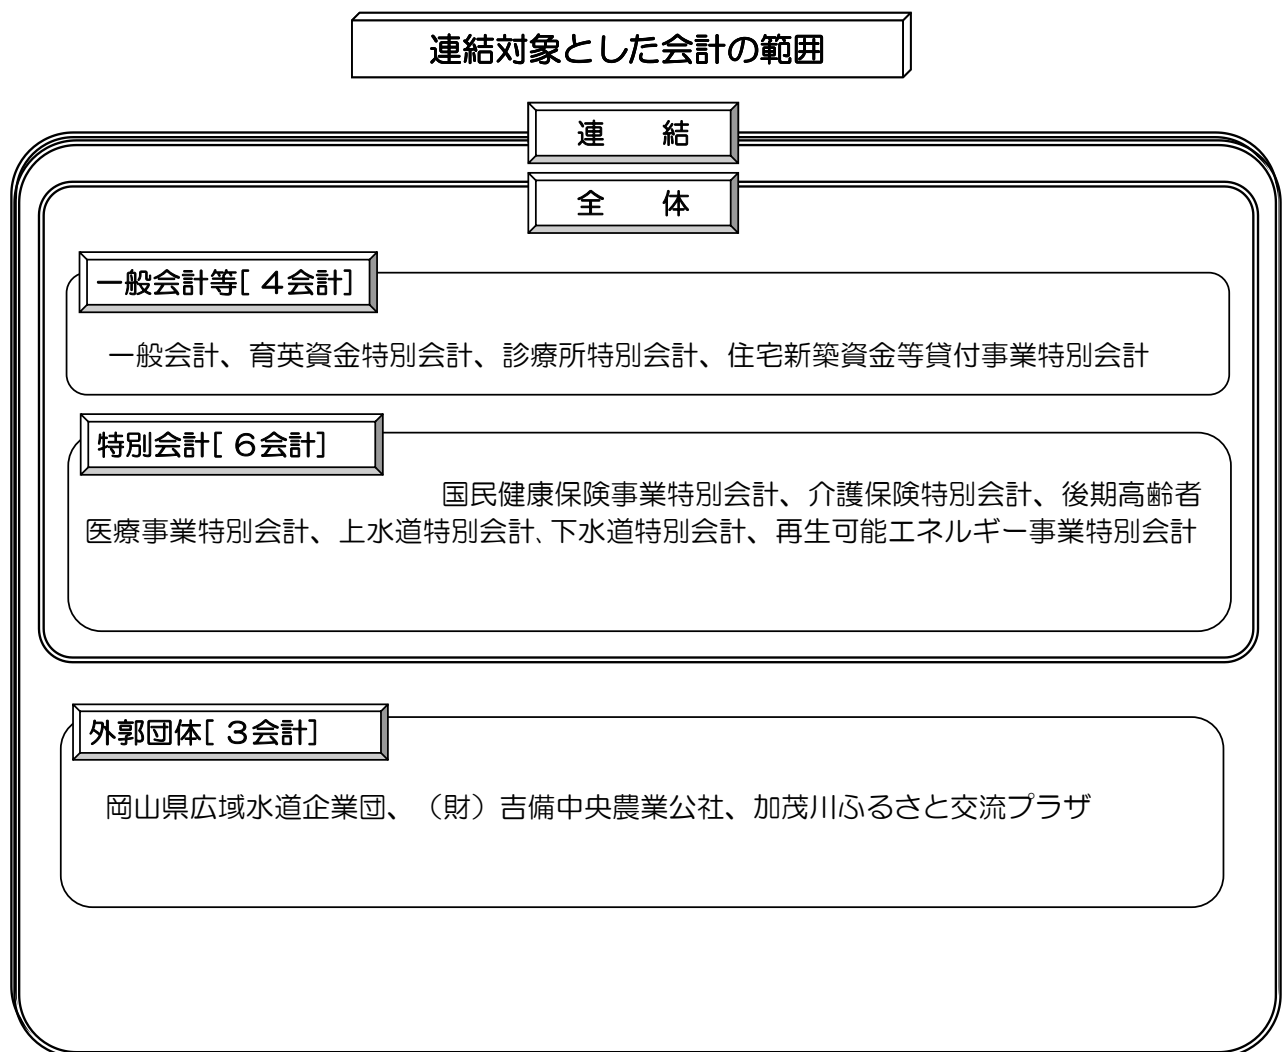 連結対象とした会計の範囲
連　　結
全　　体
一般会計等[ ４会計]
一般会計、育英資金特別会計、診療所特別会計、住宅新築資金等貸付事業特別会計
特別会計[ ６会計]
国民健康保険事業特別会計、介護保険特別会計、後期高齢者
医療事業特別会計、上水道特別会計、下水道特別会計、再生可能エネルギー事業特別会計
外郭団体[ ３会計]
岡山県広域水道企業団、（財）吉備中央農業公社、加茂川ふるさと交流プラザ